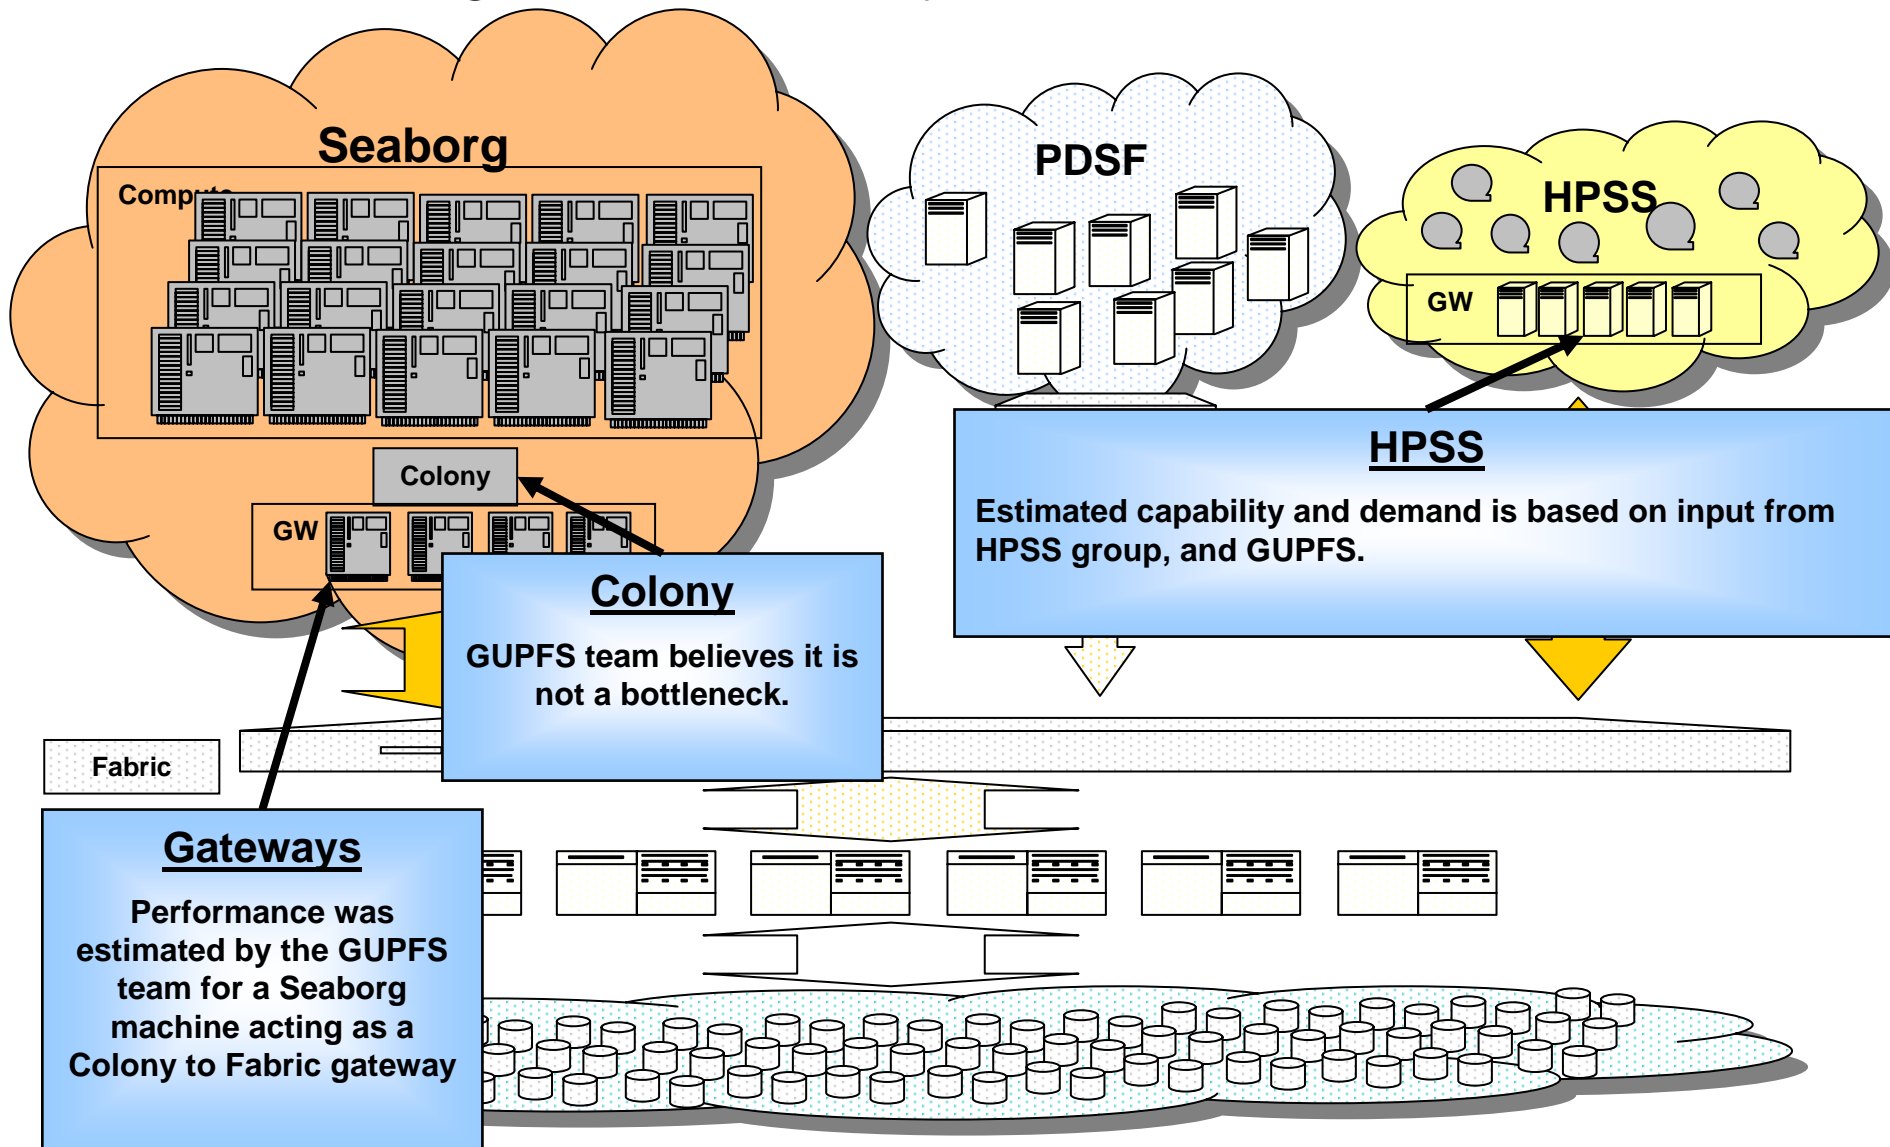 Seaborg
PDSF
HPSS
GW
Colony
GW
HPSS
Estimated capability and demand is based on input from
HPSS group, and GUPFS.
Colony
GUPFS team believes it is
not a bottleneck.
Fabric
Gateways
Performance was
estimated by the GUPFS
team for a Seaborg
machine acting as a
Colony to Fabric gateway